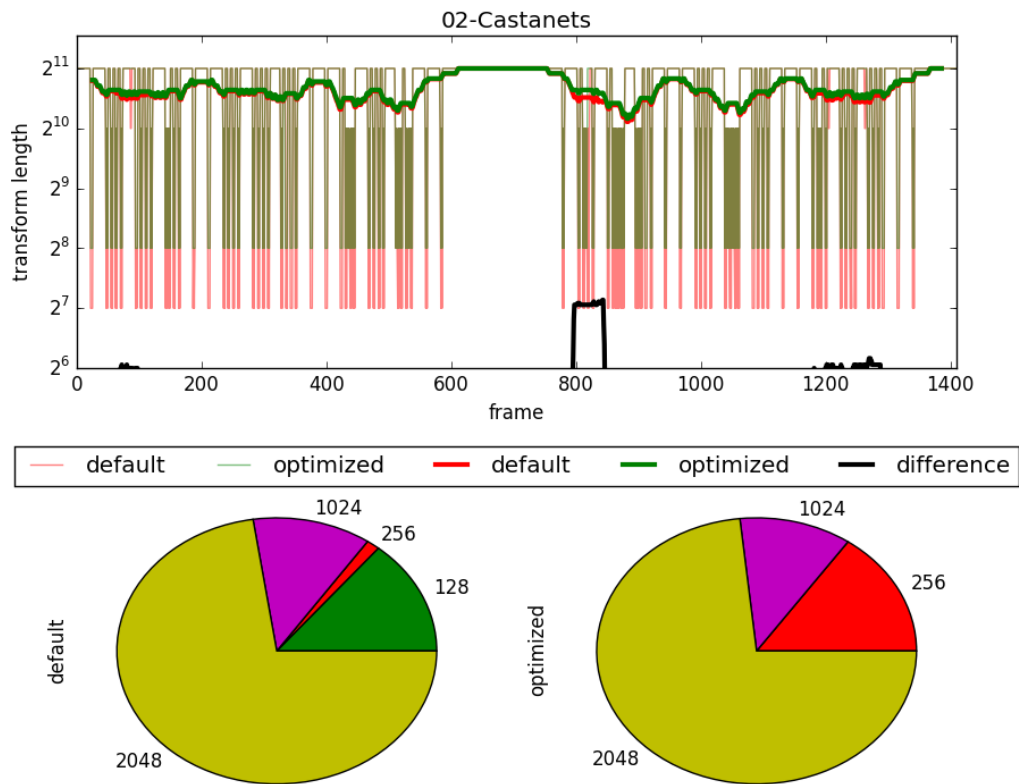 02-Castanets
2^11
2^10
2^9
2^8
2^7
2^6
transform length
0 200 400 600 800 1000 1200 1400
frame
default optimized default optimized difference
1024
256
128
2048
default
1024
256
2048
optimized